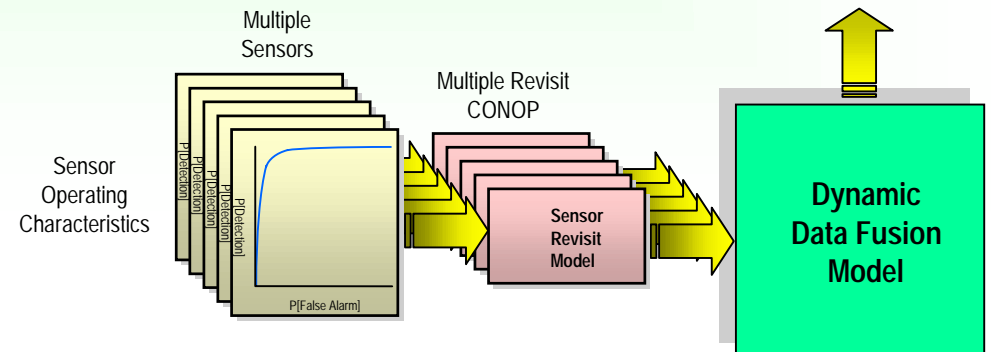 Multiple
Sensors
Multiple Revisit
CONOP
Sensor
Operating
Characteristics
P[Detection]
P[Detection]
P[Detection]
P[Detection]
P[Detection]
P[False Alarm]
Sensor
Revisit
Model
Dynamic
Data Fusion
Model